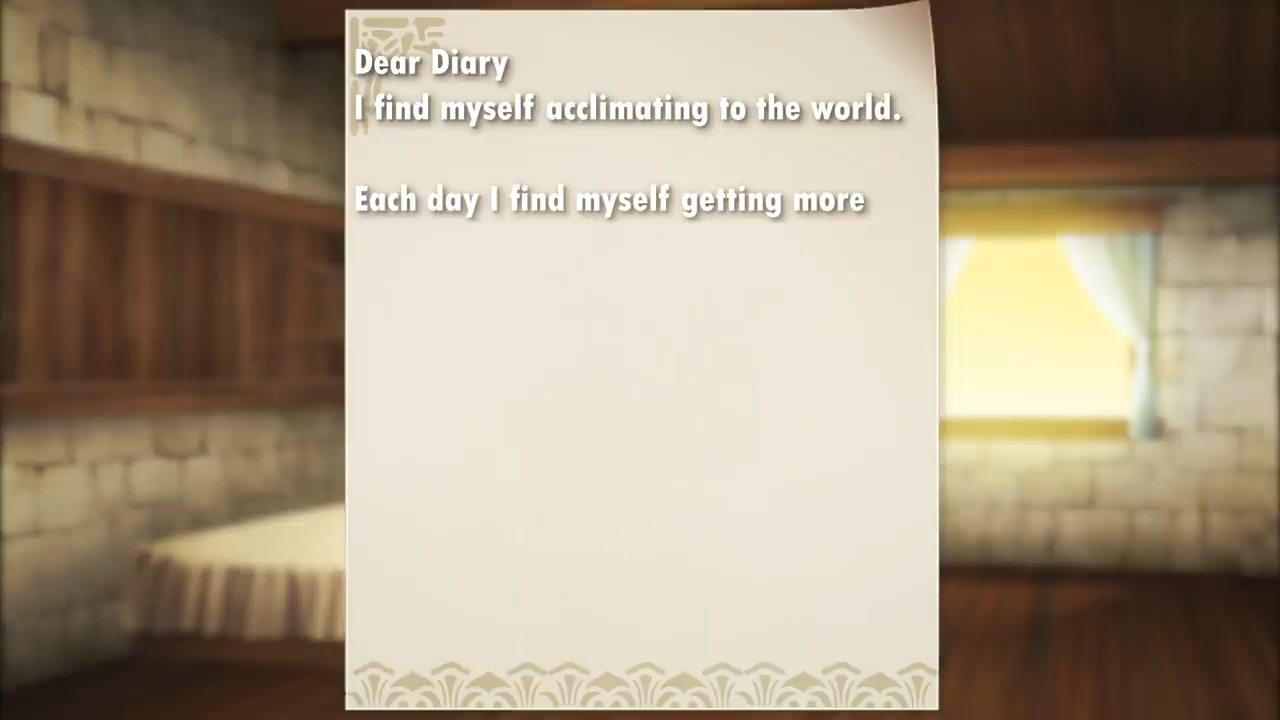 Dear Diary
I find myself acclimating to the world.
Each day I find myself getting more